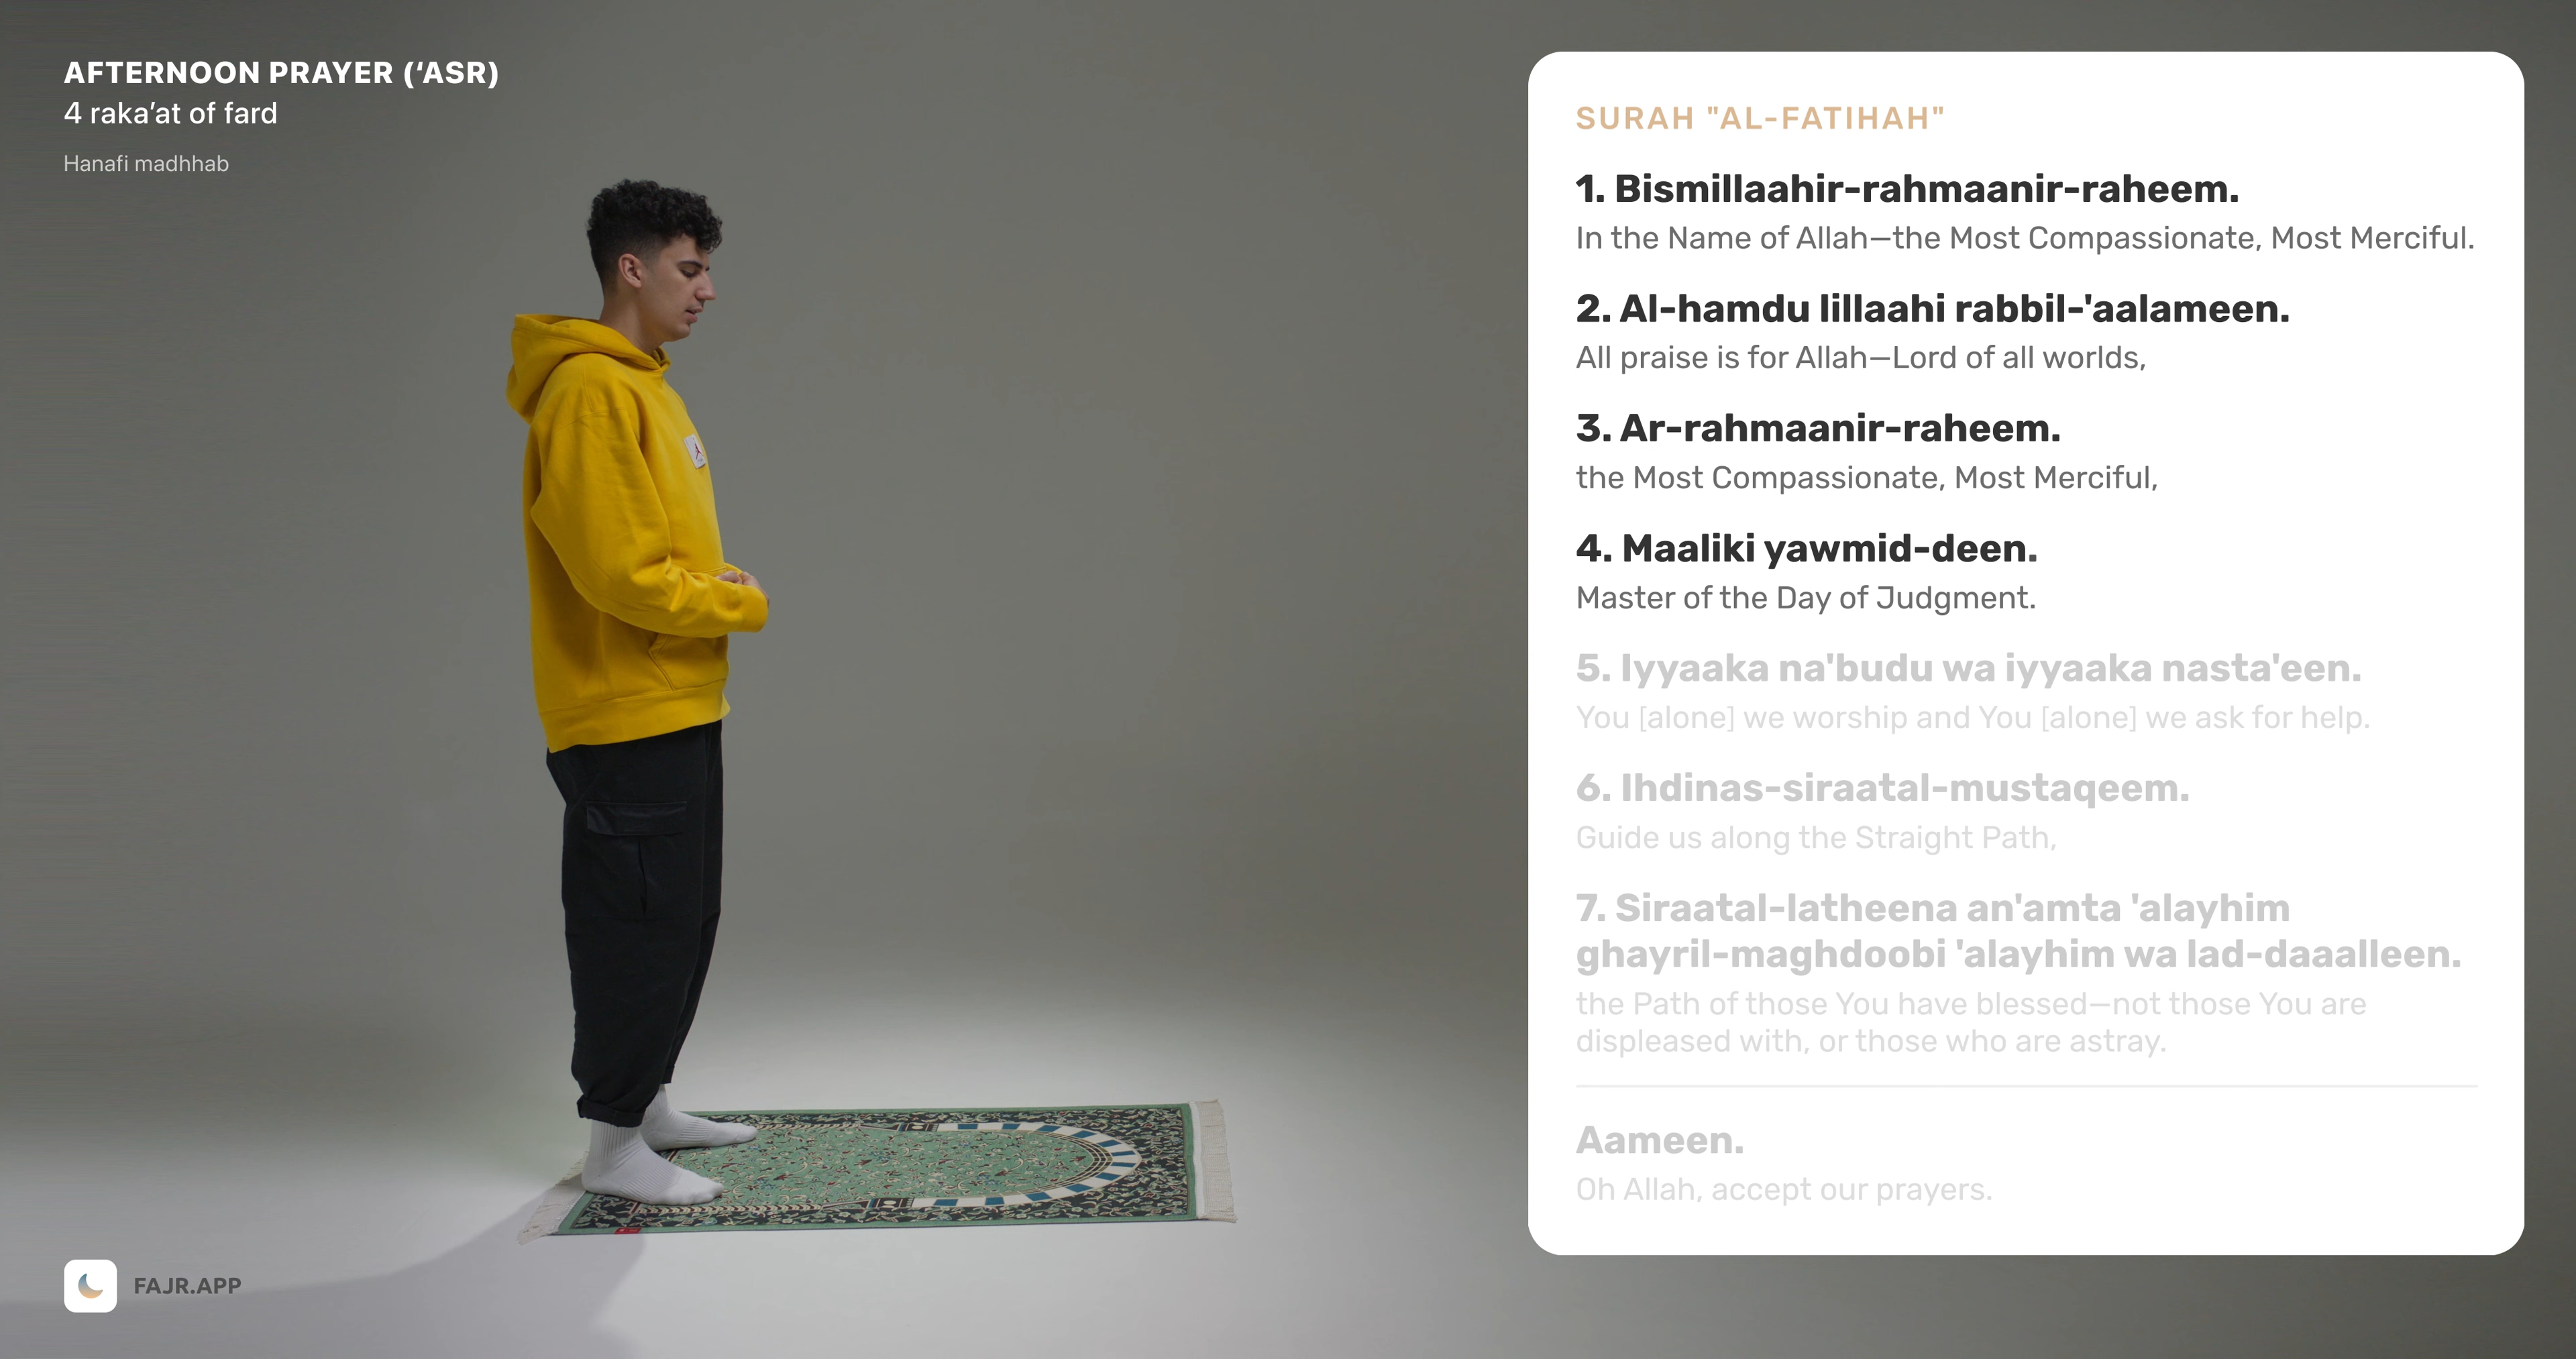 AFTERNOON PRAYER (‘ASR)
4 raka’at of fard
Hanafi madhhab
SURAH "AL-FATIHAH"
1. Bismillaahir-rahmaanir-raheem.
In the Name of Allah—the Most Compassionate, Most Merciful.
2. Al-hamdu lillaahi rabbil-'aalameen.
All praise is for Allah—Lord of all worlds,
3. Ar-rahmaanir-raheem.
the Most Compassionate, Most Merciful,
4. Maaliki yawmid-deen.
Master of the Day of Judgment.
5. Iyyaaka na'budu wa iyyaaka nasta'een.
You [alone] we worship and You [alone] we ask for help.
6. Ihdinas-siraatal-mustaqeem.
Guide us along the Straight Path,
7. Siraatal-latheena an'amta 'alayhim
ghayril-maghdoobi 'alayhim wa lad-daaalleen.
the Path of those You have blessed—not those You are
displeased with, or those who are astray.
Aameen.
Oh Allah, accept our prayers.
FAJR.APP